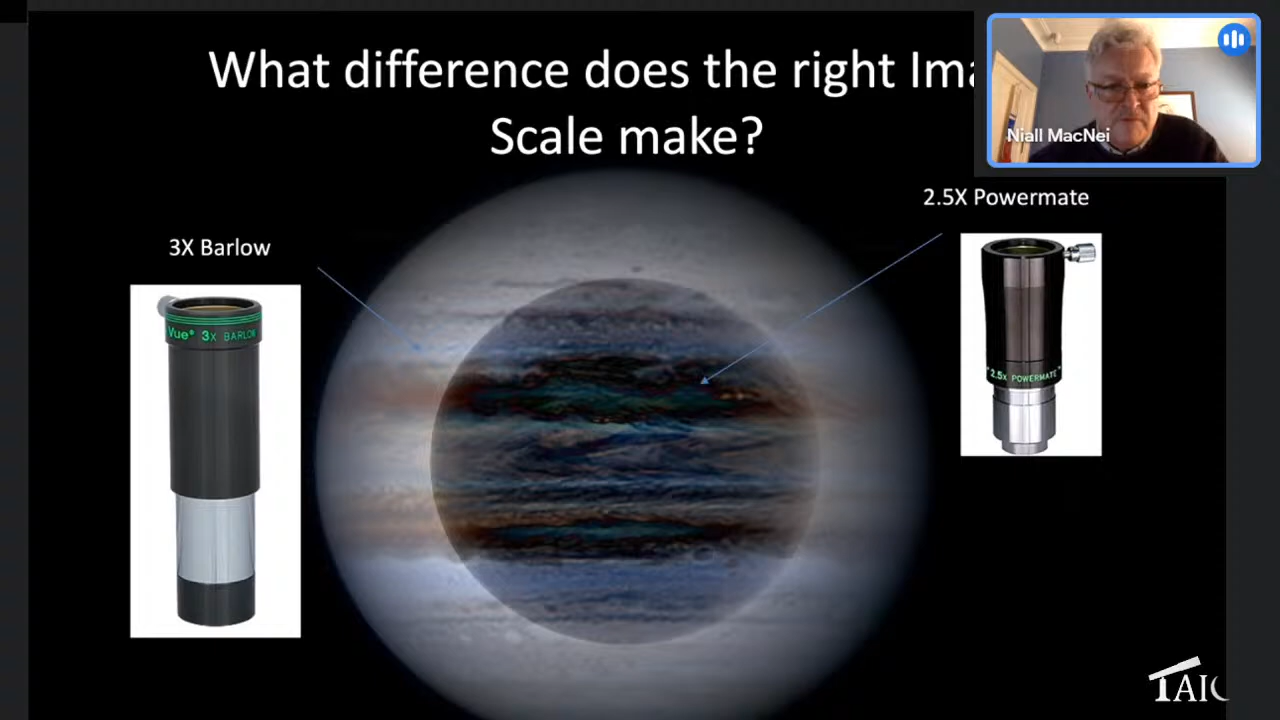 What difference does the right Ima
Scale make?
Niall MacNei
2.5X Powermate
3X Barlow
Vue® 3X BARLOW
"2.5X POWERMATE™
TAIC